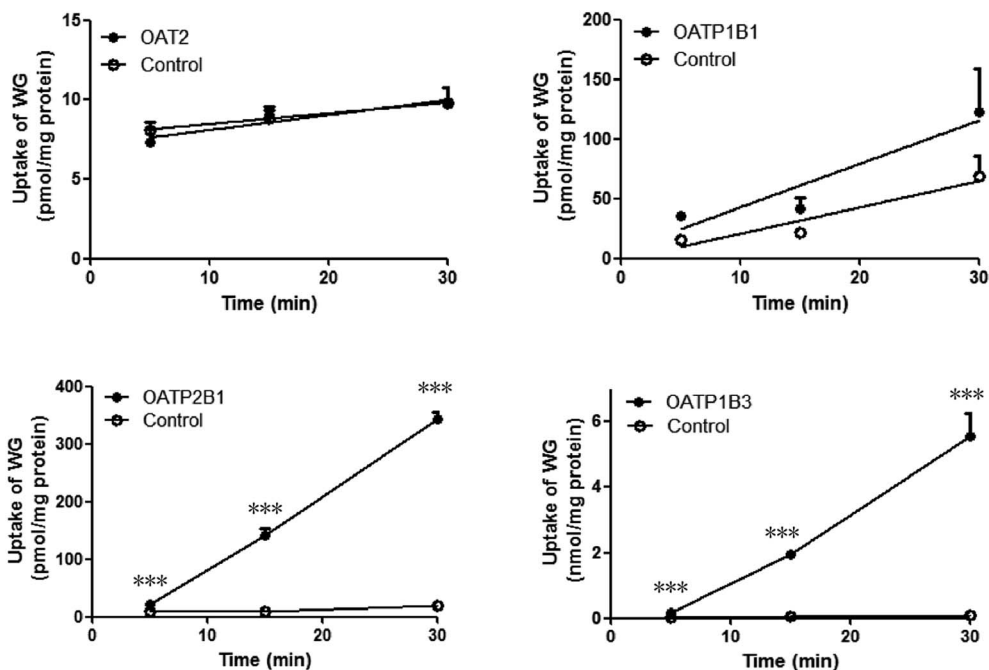 OAT2
Control
Uptake of WG
(pmol/mg protein)
15
10
5
0
0 10 20 30
Time (min)
OATP1B1
Control
Uptake of WG
(pmol/mg protein)
200
150
100
50
0
0 10 20 30
Time (min)
OATP2B1
Control
Uptake of WG
(pmol/mg protein)
400
300
200
100
0
***
***
***
0 10 20 30
Time (min)
OATP1B3
Control
Uptake of WG
(nmol/mg protein)
6
4
2
0
***
***
***
0 10 20 30
Time (min)